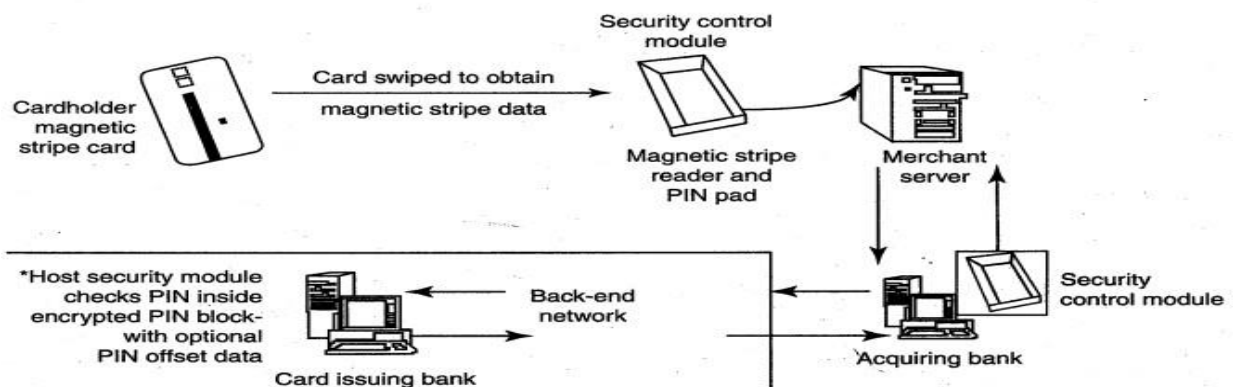 Security control
module
Card swiped to obtain
magnetic stripe data
Cardholder
magnetic
stripe card
Magnetic stripe
reader and
PIN pad
Merchant
server
*Host security module
checks PIN inside
encrypted PIN block-
with optional
PIN offset data
Back-end
network
Security
control module
Acquiring bank
Card issuing bank